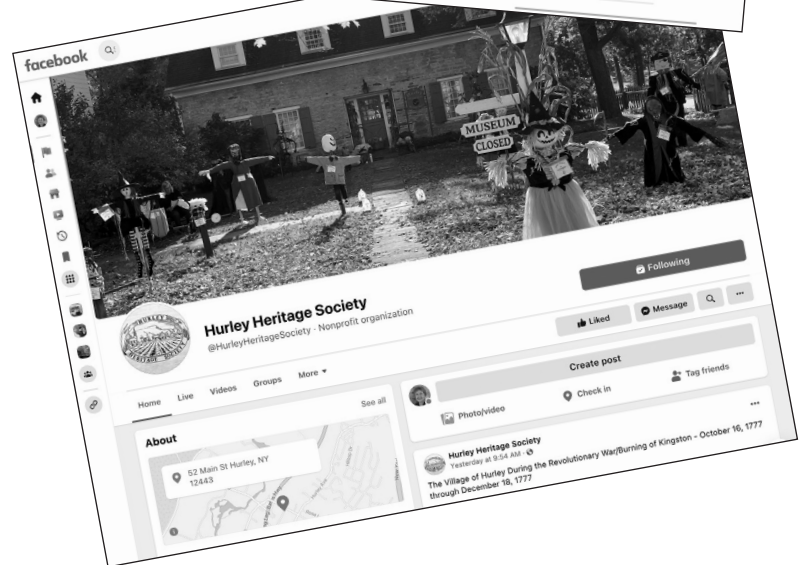 facebook
MUSEUM
CLOSED
Following
HURLEY
HERITAGE SOCIETY
Hurley Heritage Society
@HurleyHeritageSociety · Nonprofit organization
Liked
Message
Home
Live
Videos
Groups
More
Create post
Photo/video
Check in
Tag friends
About
See all
52 Main St Hurley, NY
12443
Hurley Heritage Society
Yesterday at 9:54 AM ·
The Village of Hurley During the Revolutionary War/Burning of Kingston - October 16, 1777
through December 18, 1777